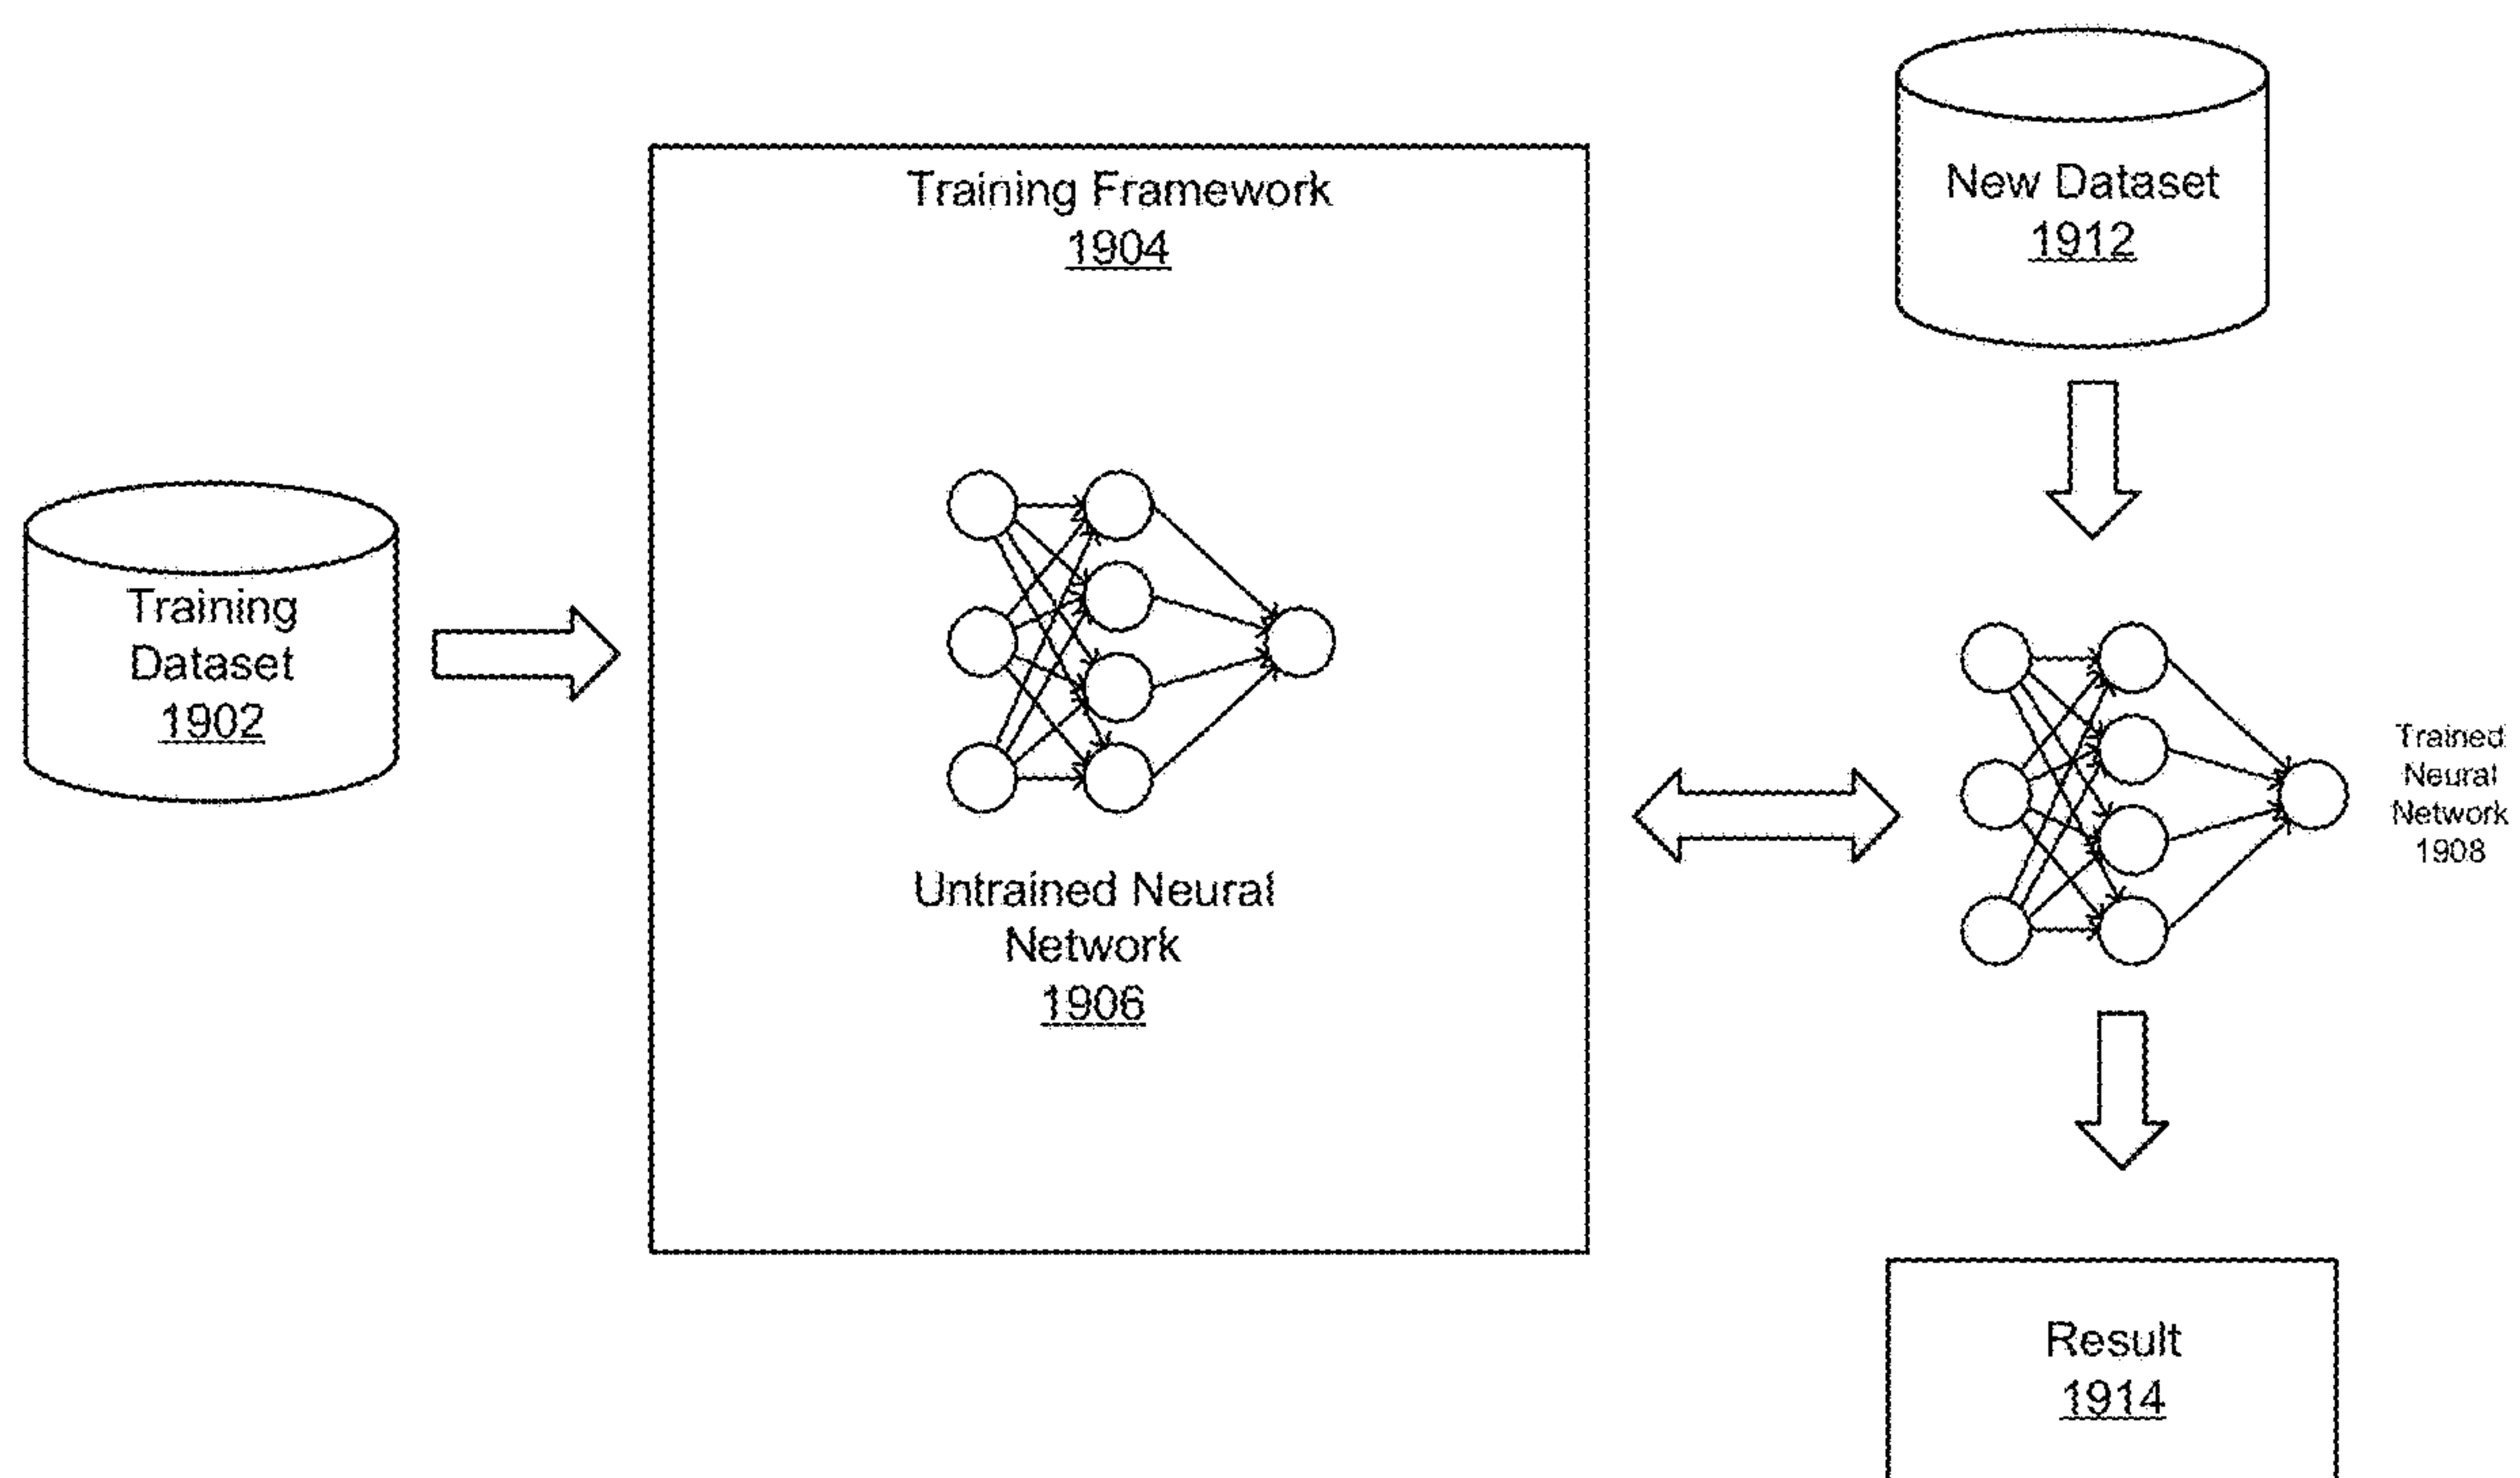 Training Framework
1904
New Dataset
1912
Training
Dataset
1902
Untrained Neural
Network
1906
Trained
Neural
Network
1908
Result
1914